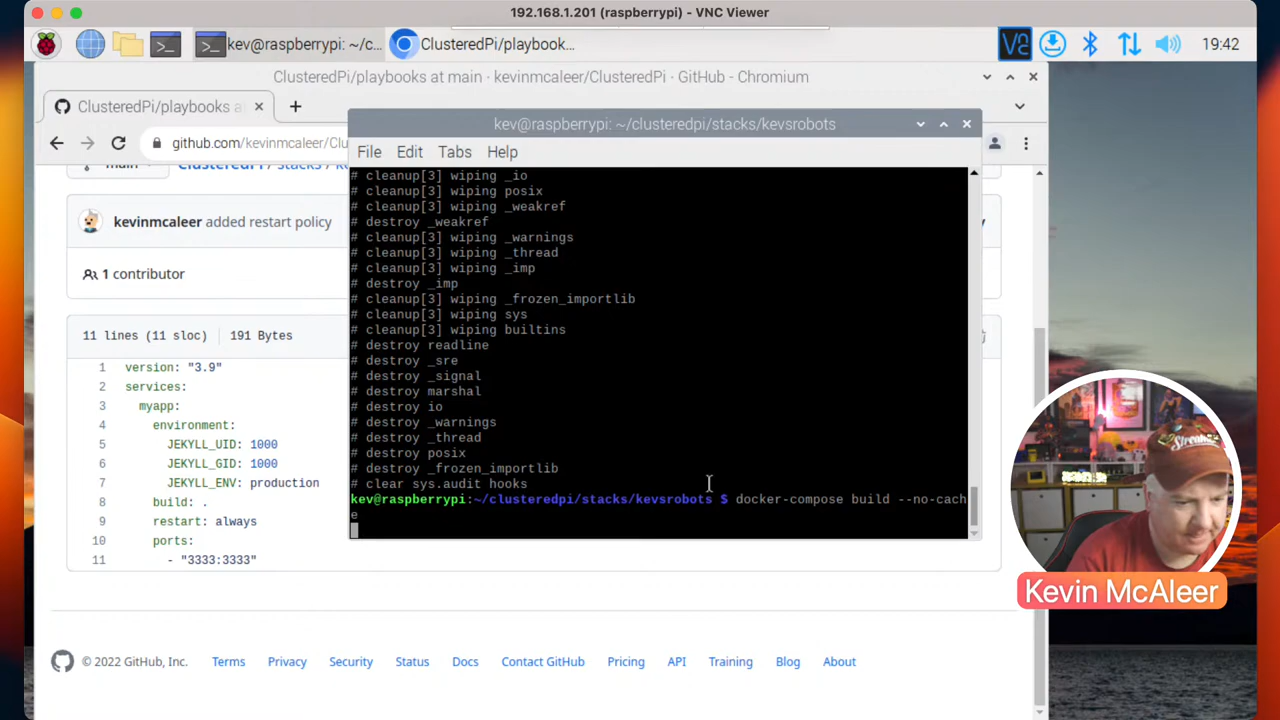 192.168.1.201 (raspberrypi) - VNC Viewer
kev@raspberrypi: ~/c...
ClusteredPi/playbook...
19:42
ClusteredPi/playbooks at main · kevinmcaleer/ClusteredPi · GitHub - Chromium
ClusteredPi/playbooks a
github.com/kevinmcaleer/Clu
kev@raspberrypi: ~/clusteredpi/stacks/kevsrobots
File Edit Tabs Help
kevinmcaleer added restart policy
1 contributor
11 lines (11 sloc) 191 Bytes
1 version: "3.9"
2 services:
3 myapp:
4 environment:
5 JEKYLL_UID: 1000
6 JEKYLL_GID: 1000
7 JEKYLL_ENV: production
8 build: .
9 restart: always
10 ports:
11 - "3333:3333"
# cleanup[3] wiping _io
# cleanup[3] wiping posix
# cleanup[3] wiping _weakref
# destroy _weakref
# cleanup[3] wiping _warnings
# cleanup[3] wiping _thread
# cleanup[3] wiping _imp
# destroy _imp
# cleanup[3] wiping _frozen_importlib
# cleanup[3] wiping sys
# cleanup[3] wiping builtins
# destroy readline
# destroy _sre
# destroy _signal
# destroy marshal
# destroy io
# destroy _warnings
# destroy _thread
# destroy posix
# destroy _frozen_importlib
# clear sys.audit hooks
kev@raspberrypi:~/clusteredpi/stacks/kevsrobots $ docker-compose build --no-cach
e
Kevin McAleer
© 2022 GitHub, Inc. Terms Privacy Security Status Docs Contact GitHub Pricing API Training Blog About